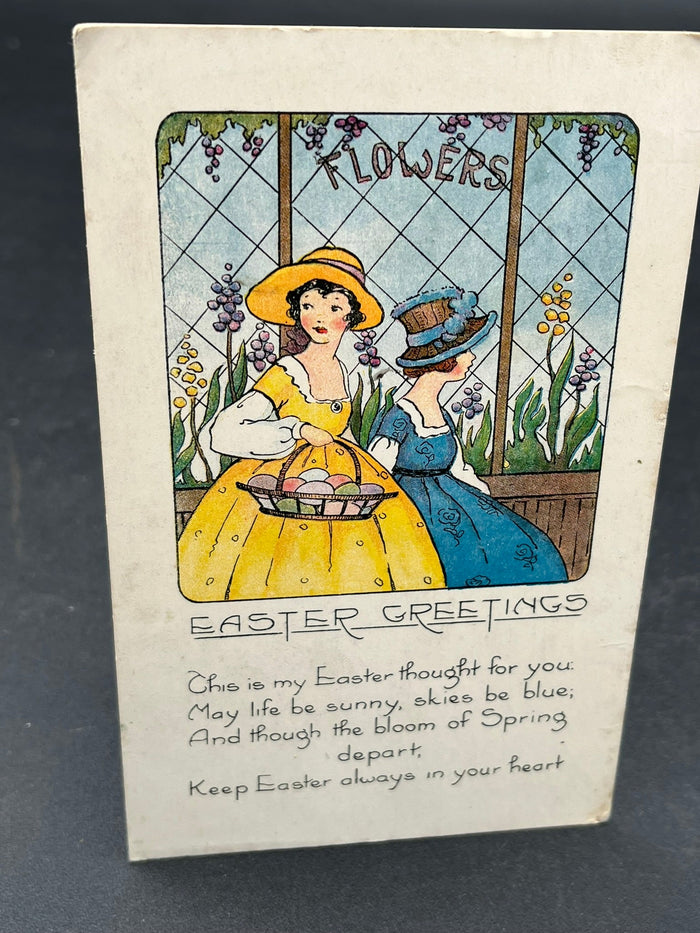 FLOWERS
EASTER GREETINGS
This is my Easter thought for you:
May life be sunny, skies be blue;
And though the bloom of Spring
depart,
Keep Easter always in your heart